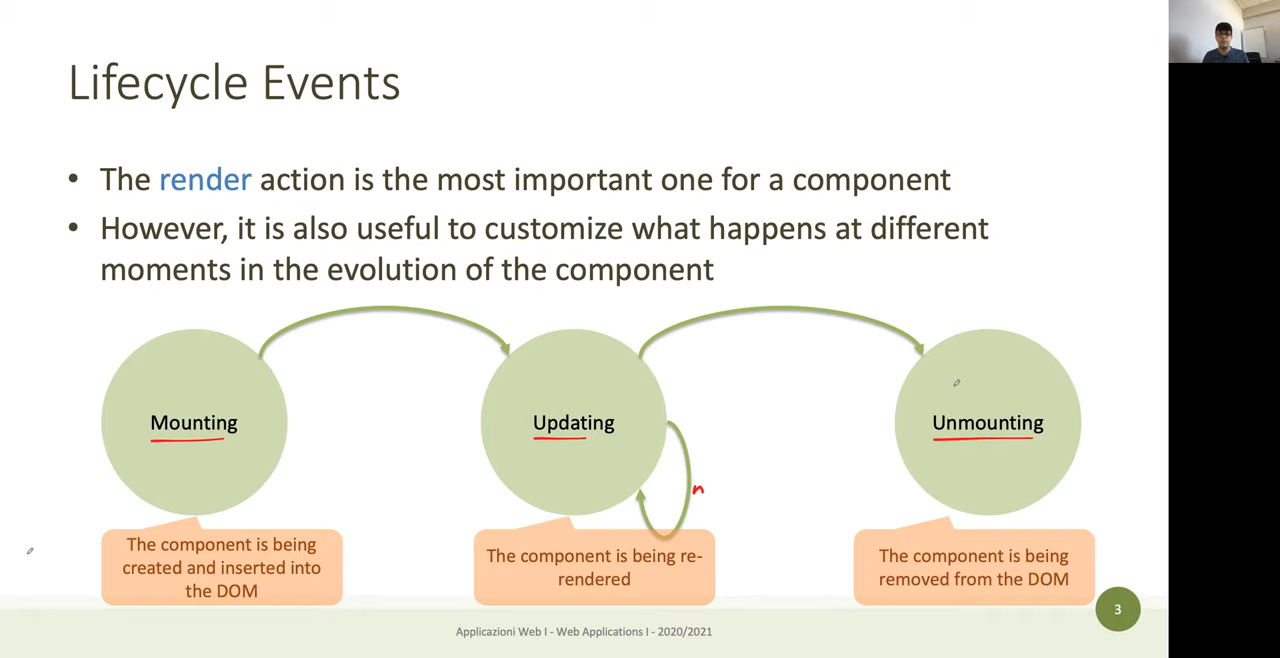 Lifecycle Events
• The render action is the most important one for a component
• However, it is also useful to customize what happens at different
moments in the evolution of the component
Mounting
Updating
Unmounting
n
The component is being
created and inserted into
the DOM
The component is being re-
rendered
The component is being
removed from the DOM
3
Applicazioni Web I - Web Applications I - 2020/2021